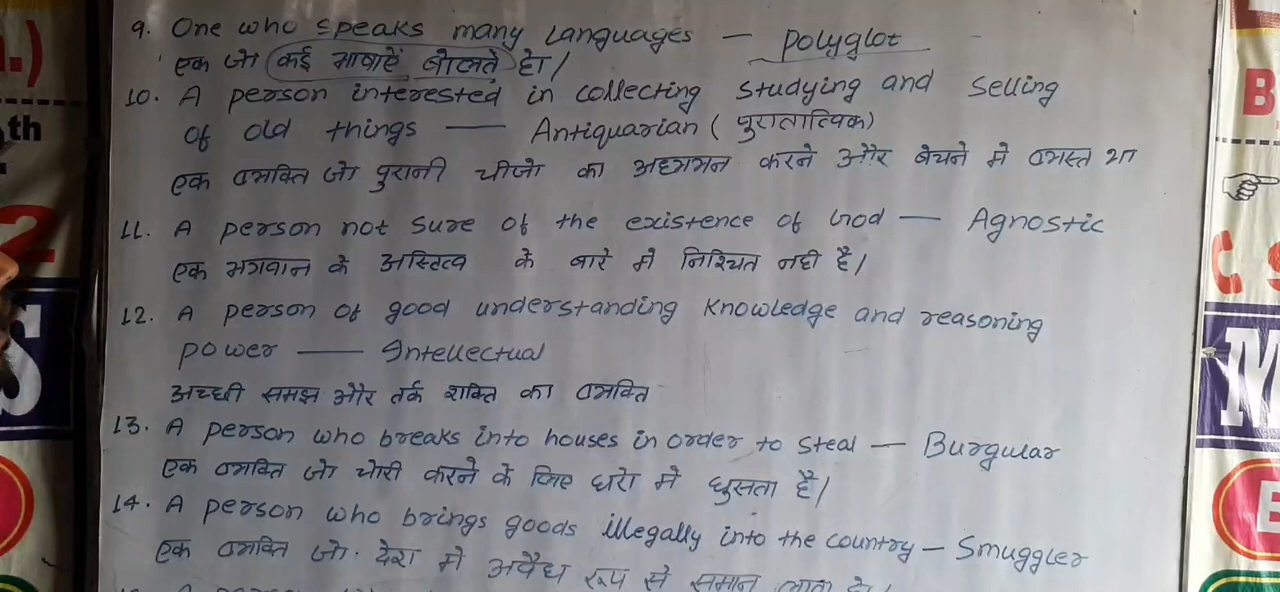 9. One who speaks many Languages — Polyglot
एक जो कई भाषाएँ बोलते हो।
10. A person interested in collecting studying and selling
of old things — Antiquarian (पुरातात्विक)
एक व्यक्ति जो पुरानी चीजो का अध्ययन करने और बेचने मे व्यस्त था
11. A person not sure of the existence of God — Agnostic
एक भगवान के अस्तित्व के बारे मे निश्चित नही है।
12. A person of good understanding Knowledge and reasoning
power — Intellectual
अच्छी समझ और तर्क शक्ति का व्यक्ति
13. A person who breaks into houses in order to steal — Burgular
एक व्यक्ति जो चोरी करने के लिए घरो मे घुसता है।
14. A person who brings goods illegally into the country — Smuggler
एक व्यक्ति जो देश मे अवैध रूप से समान लाता हो।
.)
th
2
S
B
C S
M
E